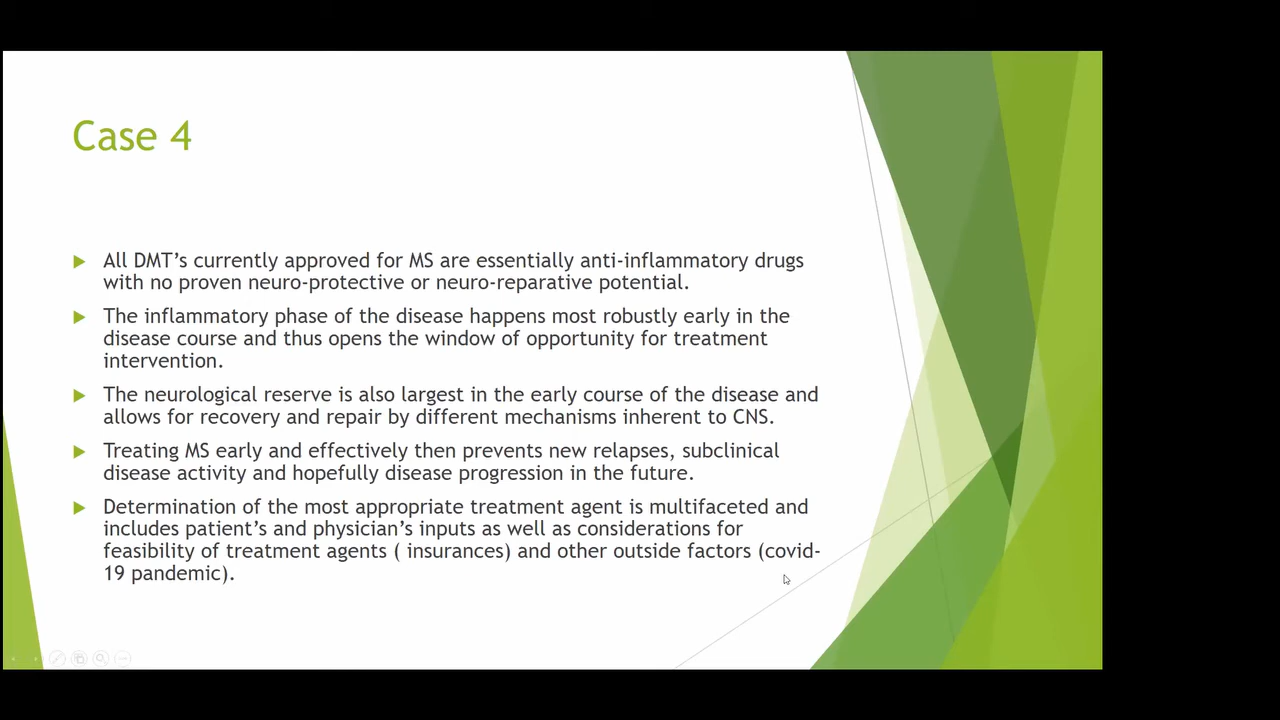 Case 4
All DMT’s currently approved for MS are essentially anti-inflammatory drugs
with no proven neuro-protective or neuro-reparative potential.
The inflammatory phase of the disease happens most robustly early in the
disease course and thus opens the window of opportunity for treatment
intervention.
The neurological reserve is also largest in the early course of the disease and
allows for recovery and repair by different mechanisms inherent to CNS.
Treating MS early and effectively then prevents new relapses, subclinical
disease activity and hopefully disease progression in the future.
Determination of the most appropriate treatment agent is multifaceted and
includes patient’s and physician’s inputs as well as considerations for
feasibility of treatment agents ( insurances) and other outside factors (covid-
19 pandemic).